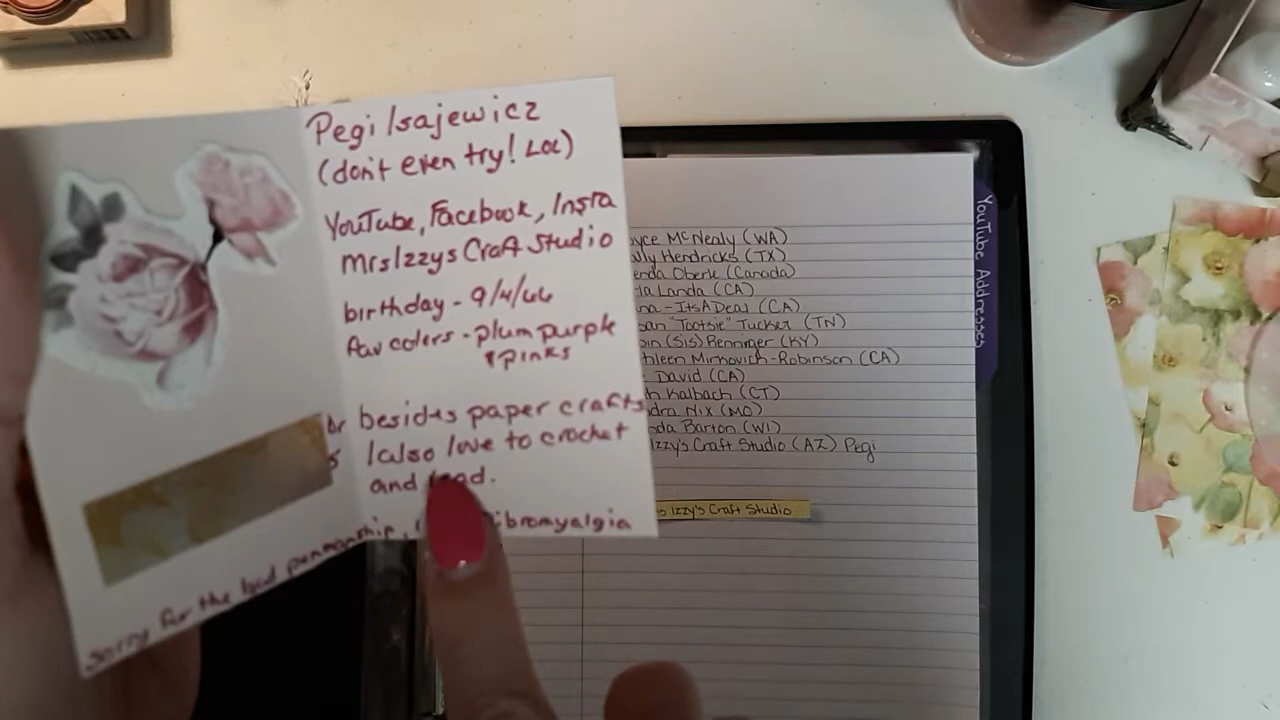 Pegi Isajewicz
(don't even try! LOL)
YouTube, Facebook, Insta
MrsIzzysCraft Studio
birthday - 9/4/66
fav colors - plum purple
& pinks
besides paper crafts
I also love to crochet
and read.
sorry for the bad penmanship, fibromyalgia
McNealy (WA)
Hendricks (TX)
Oberle (Canada)
Landa (CA)
ItsADeal (CA)
"Tootsie" Tucker (TN)
(Sis) Renninger (KY)
Mirkovich-Robinson (CA)
David (CA)
Kalbach (CT)
Nix (MO)
Barton (WI)
Izzy's Craft Studio (AZ) Pegi
Izzy's Craft Studio
YouTube Addresses